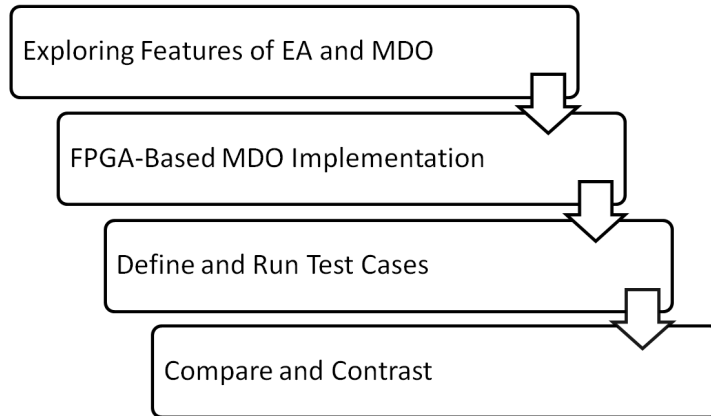 Exploring Features of EA and MDO
FPGA-Based MDO Implementation
Define and Run Test Cases
Compare and Contrast